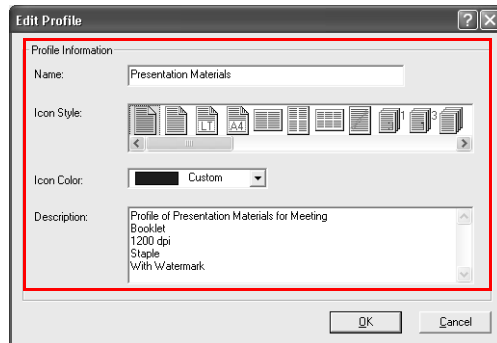 Edit Profile
Profile Information
Name:
Presentation Materials
Icon Style:
LT
A4
1
3
Icon Color:
Custom
Description:
Profile of Presentation Materials for Meeting
Booklet
1200 dpi
Staple
With Watermark
OK
Cancel